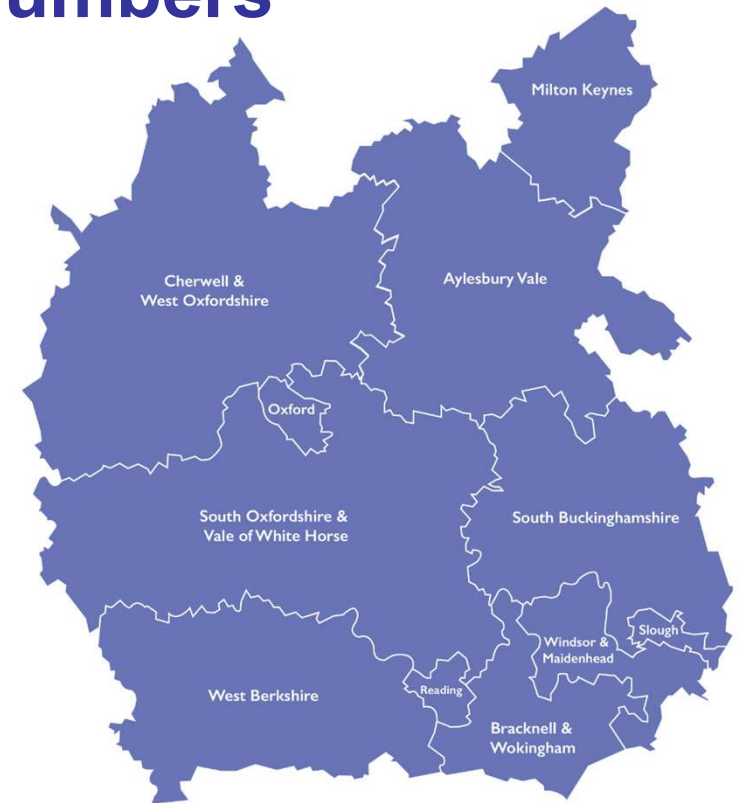 umbers
Milton Keynes
Cherwell &
West Oxfordshire
Aylesbury Vale
Oxford
South Oxfordshire &
Vale of White Horse
South Buckinghamshire
Slough
Windsor &
Maidenhead
Reading
West Berkshire
Bracknell &
Wokingham